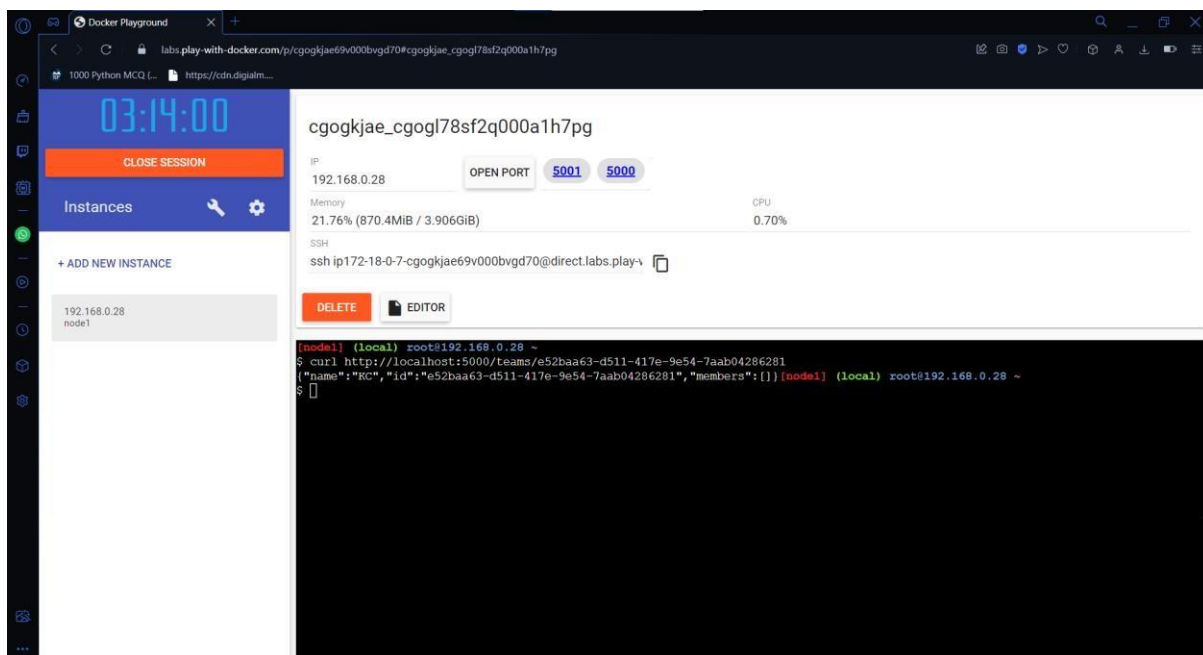 Docker Playground
labs.play-with-docker.com/p/cgogkjae69v000bvgd70#cgogkjae_cgogl78sf2q000a1h7pg
1000 Python MCQ (... https://cdn.digialm....
03:14:00
CLOSE SESSION
Instances
+ ADD NEW INSTANCE
192.168.0.28
node1
cgogkjae_cgogl78sf2q000a1h7pg
IP
192.168.0.28
OPEN PORT 5001 5000
Memory
21.76% (870.4MiB / 3.906GiB)
CPU
0.70%
SSH
ssh ip172-18-0-7-cgogkjae69v000bvgd70@direct.labs.play-v
DELETE EDITOR
[node1] (local) root@192.168.0.28 ~
$ curl http://localhost:5000/teams/e52baa63-d511-417e-9e54-7aab04286281
{"name":"KC","id":"e52baa63-d511-417e-9e54-7aab04286281","members":[]}[node1] (local) root@192.168.0.28 ~
$